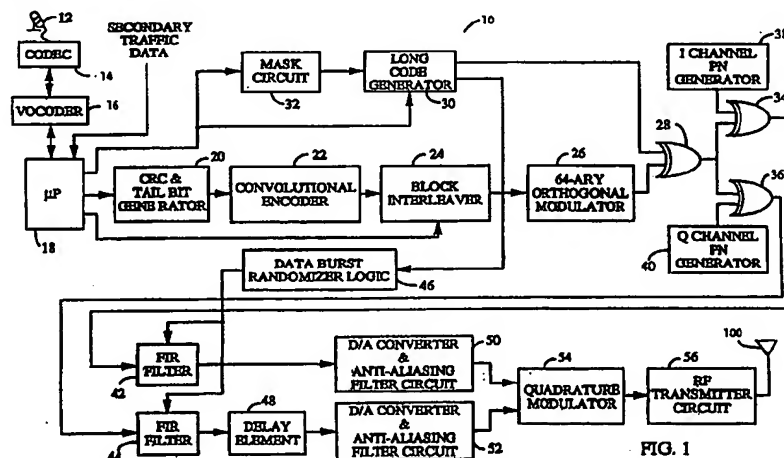 12
SECONDARY
TRAFFIC
DATA
10
CODEC
14
VOCODER
16
μP
18
MASK
CIRCUIT
32
LONG
CODE
GENERATOR
30
I CHANNEL
PN
GENERATOR
38
34
28
20
CRC &
TAIL BIT
GENERATOR
22
CONVOLUTIONAL
ENCODER
24
BLOCK
INTERLEAVER
26
64-ARY
ORTHOGONAL
MODULATOR
36
Q CHANNEL
PN
GENERATOR
40
DATA BURST
RANDOMIZER LOGIC
46
FIR
FILTER
42
50
D/A CONVERTER
&
ANTI-ALIASING
FILTER CIRCUIT
54
QUADRATURE
MODULATOR
56
RF
TRANSMITTER
CIRCUIT
100
FIR
FILTER
44
48
DELAY
ELEMENT
D/A CONVERTER
&
ANTI-ALIASING
FILTER CIRCUIT
52
FIG. 1